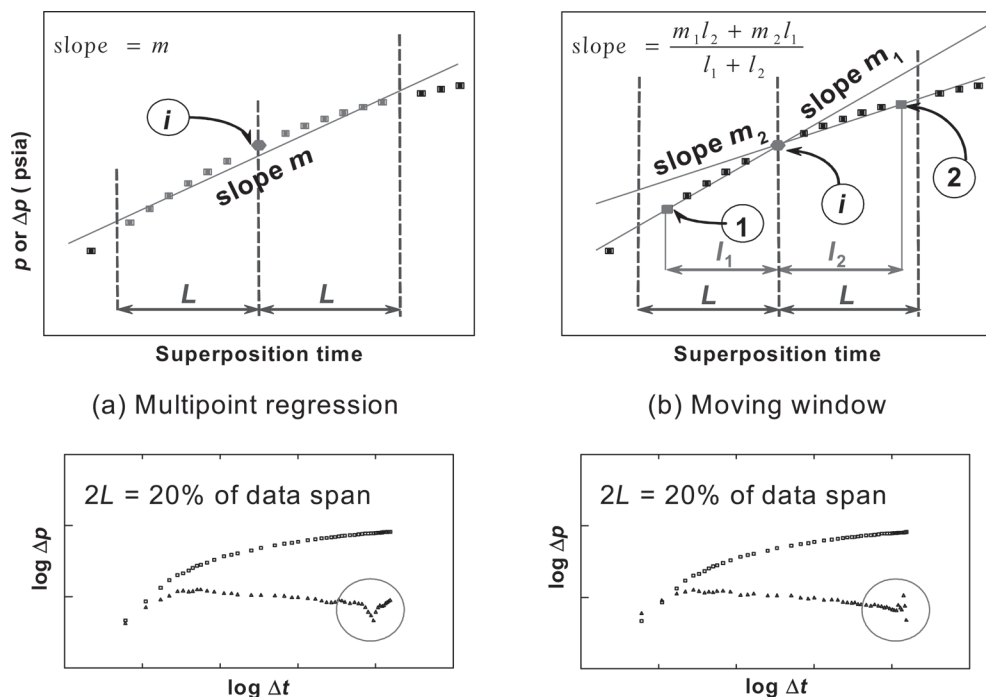 slope = m
i
slope m
L
L
p or Δp ( psia)
Superposition time
(a) Multipoint regression
slope = m₁l₂ + m₂l₁ / l₁ + l₂
slope m₁
slope m₂
1
i
2
l₁
l₂
L
L
Superposition time
(b) Moving window
2L = 20% of data span
log Δp
log Δt
2L = 20% of data span
log Δp
log Δt